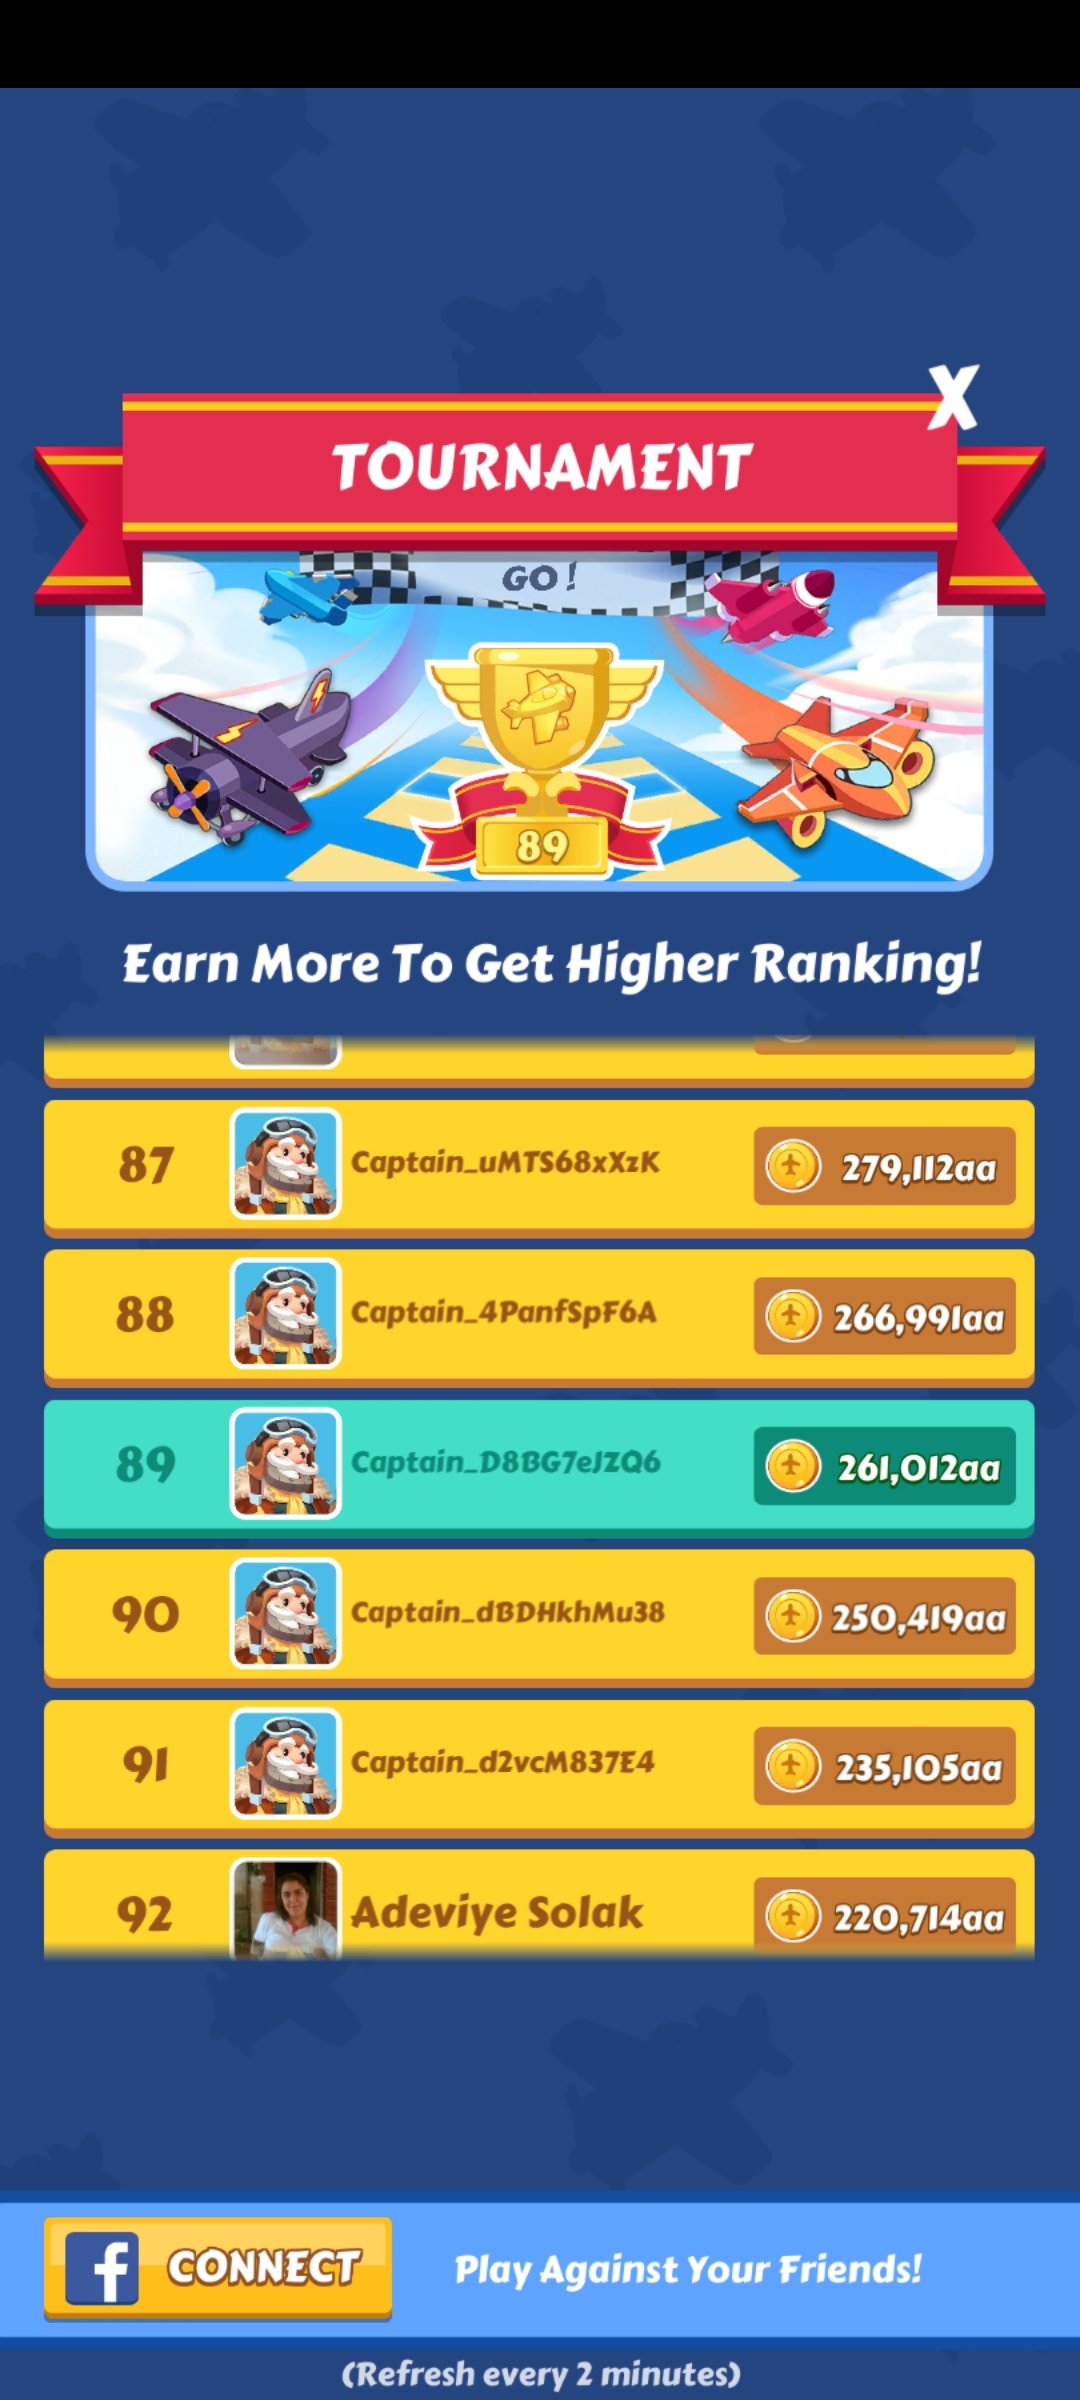 X
TOURNAMENT
GO!
89
Earn More To Get Higher Ranking!
87 Captain_uMTS68xXzK 279,112aa
88 Captain_4PanfSpF6A 266,991aa
89 Captain_D8BG7eJZQ6 261,012aa
90 Captain_dBDHkhMu38 250,419aa
91 Captain_d2vcM837E4 235,105aa
92 Adeviye Solak 220,714aa
f CONNECT Play Against Your Friends!
(Refresh every 2 minutes)